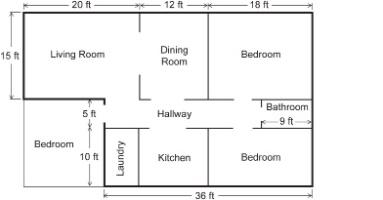 20 ft
12 ft
18 ft
15 ft
Living Room
Dining
Room
Bedroom
5 ft
Hallway
Bathroom
9 ft
Bedroom
10 ft
Laundry
Kitchen
Bedroom
36 ft